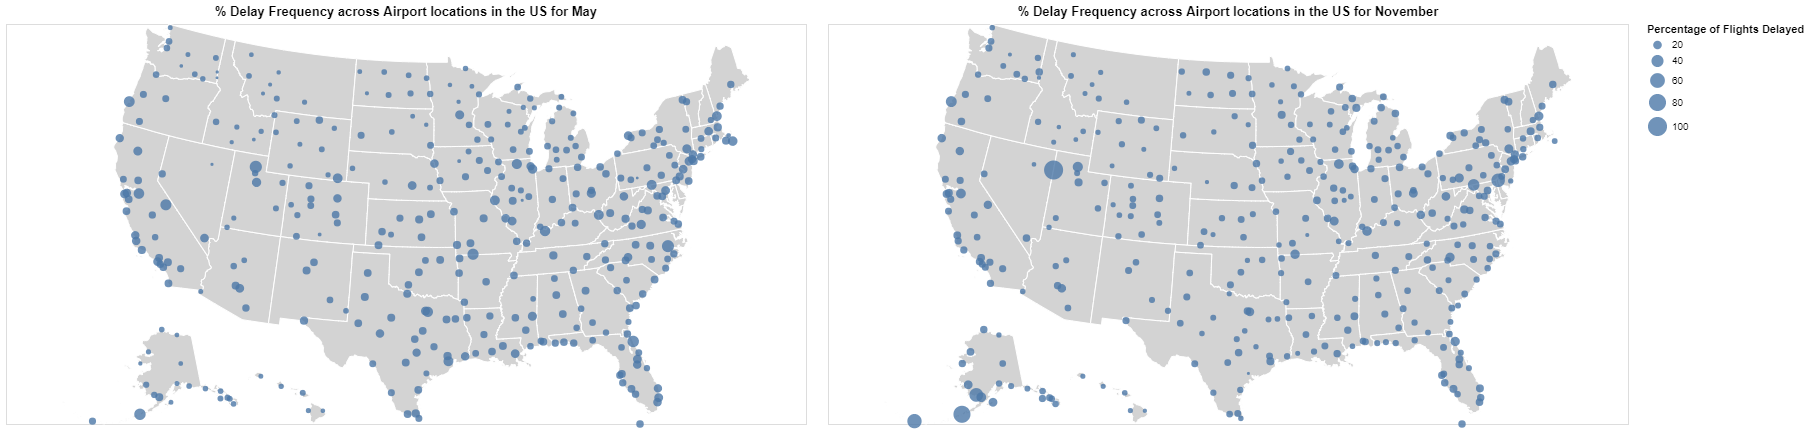 % Delay Frequency across Airport locations in the US for May
% Delay Frequency across Airport locations in the US for November
Percentage of Flights Delayed
20
40
60
80
100